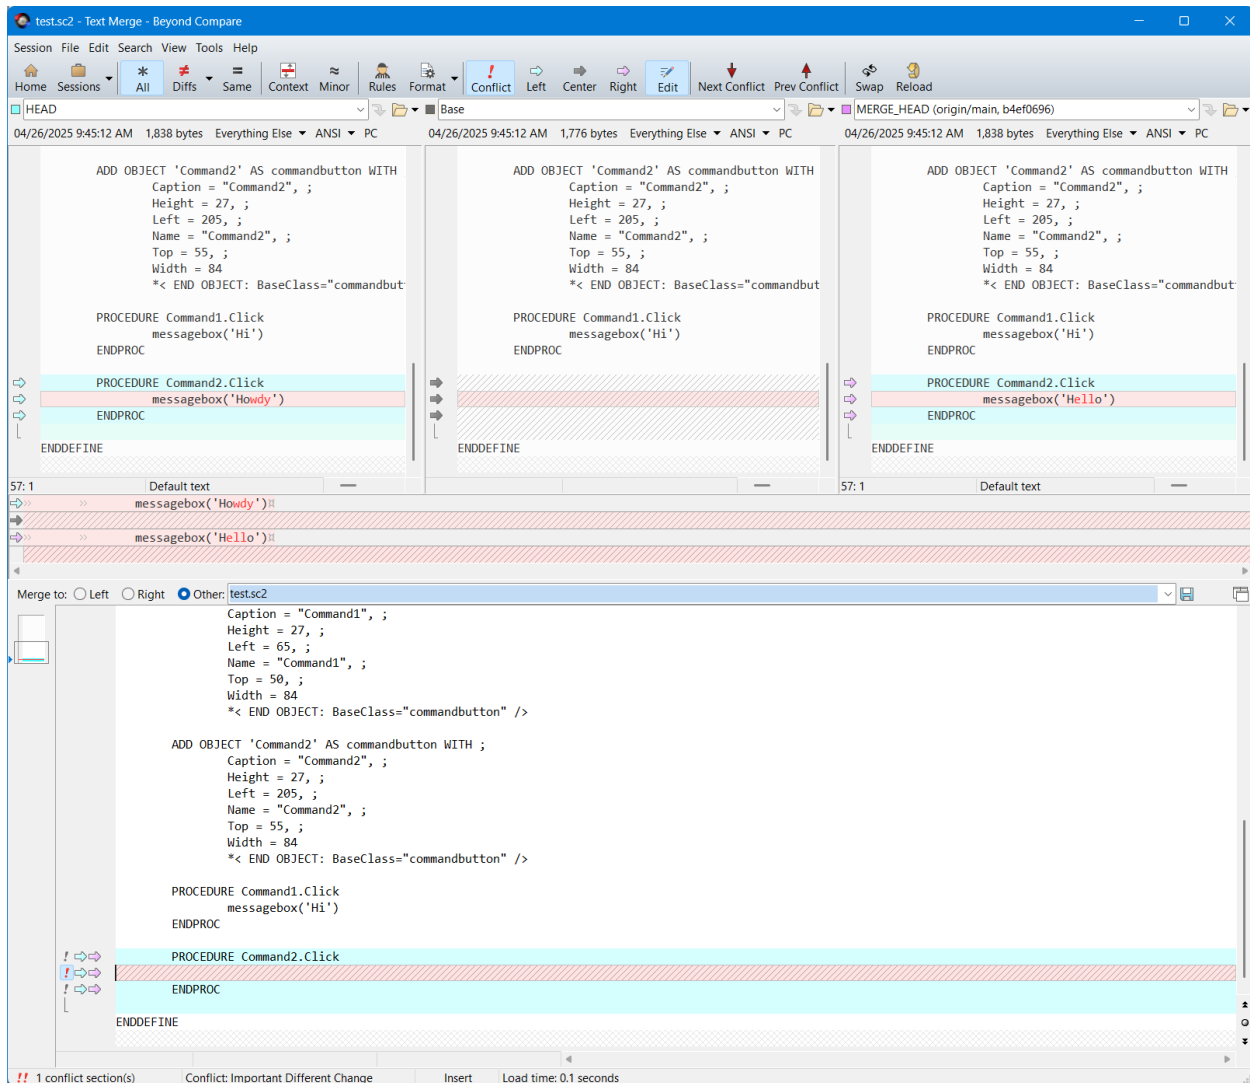 test.sc2 - Text Merge - Beyond Compare
Session File Edit Search View Tools Help
Home Sessions All Diffs Same Context Minor Rules Format Conflict Left Center Right Edit Next Conflict Prev Conflict Swap Reload
HEAD Base MERGE_HEAD (origin/main, b4ef0696)
04/26/2025 9:45:12 AM 1,838 bytes Everything Else ANSI PC 04/26/2025 9:45:12 AM 1,776 bytes Everything Else ANSI PC 04/26/2025 9:45:12 AM 1,838 bytes Everything Else ANSI PC
ADD OBJECT 'Command2' AS commandbutton WITH
Caption = "Command2", ;
Height = 27, ;
Left = 205, ;
Name = "Command2", ;
Top = 55, ;
Width = 84
*< END OBJECT: BaseClass="commandbut
PROCEDURE Command1.Click
messagebox('Hi')
ENDPROC
PROCEDURE Command2.Click
messagebox('Howdy')
ENDPROC
ENDDEFINE
57: 1 Default text
ADD OBJECT 'Command2' AS commandbutton WITH
Caption = "Command2", ;
Height = 27, ;
Left = 205, ;
Name = "Command2", ;
Top = 55, ;
Width = 84
*< END OBJECT: BaseClass="commandbut
PROCEDURE Command1.Click
messagebox('Hi')
ENDPROC
ENDDEFINE
ADD OBJECT 'Command2' AS commandbutton WITH
Caption = "Command2", ;
Height = 27, ;
Left = 205, ;
Name = "Command2", ;
Top = 55, ;
Width = 84
*< END OBJECT: BaseClass="commandbut
PROCEDURE Command1.Click
messagebox('Hi')
ENDPROC
PROCEDURE Command2.Click
messagebox('Hello')
ENDPROC
ENDDEFINE
57: 1 Default text
messagebox('Howdy')¤
messagebox('Hello')¤
Merge to: Left Right Other: test.sc2
Caption = "Command1", ;
Height = 27, ;
Left = 65, ;
Name = "Command1", ;
Top = 50, ;
Width = 84
*< END OBJECT: BaseClass="commandbutton" />
ADD OBJECT 'Command2' AS commandbutton WITH ;
Caption = "Command2", ;
Height = 27, ;
Left = 205, ;
Name = "Command2", ;
Top = 55, ;
Width = 84
*< END OBJECT: BaseClass="commandbutton" />
PROCEDURE Command1.Click
messagebox('Hi')
ENDPROC
PROCEDURE Command2.Click
ENDPROC
ENDDEFINE
!! 1 conflict section(s) Conflict: Important Different Change Insert Load time: 0.1 seconds